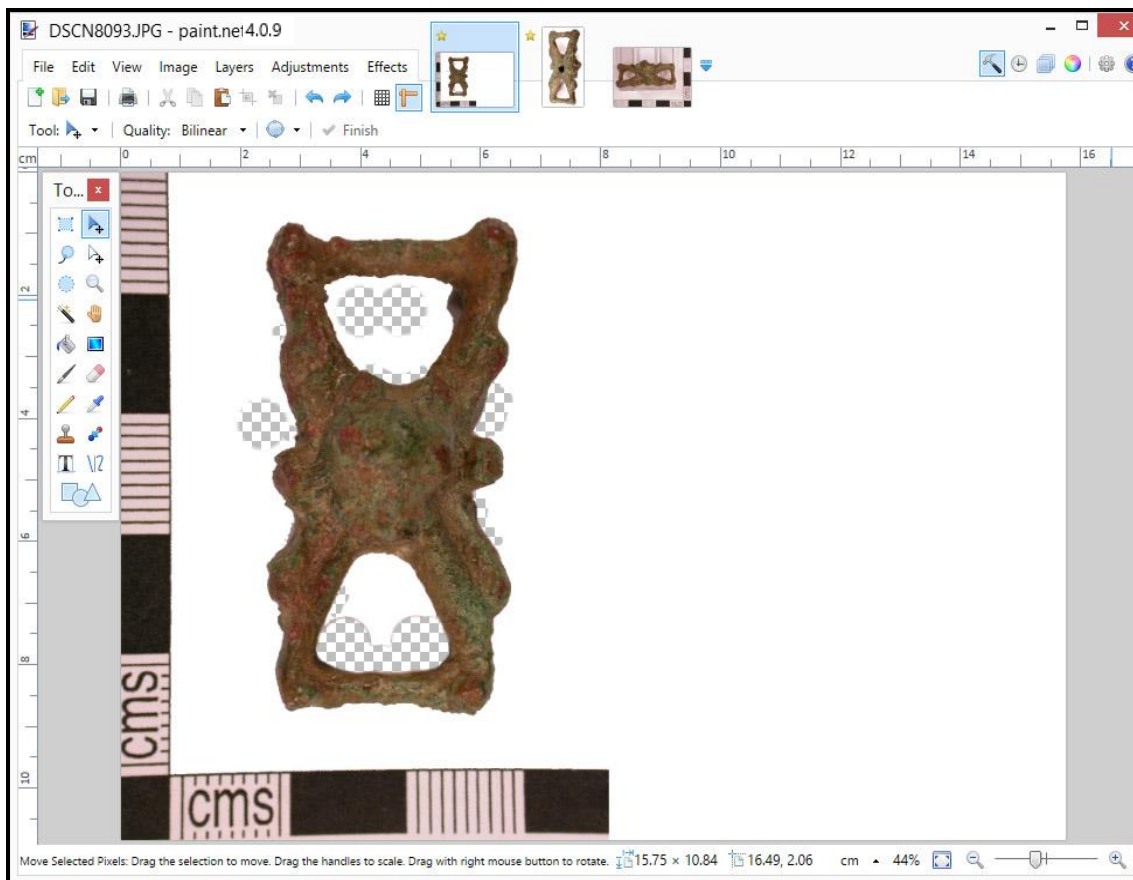 DSCN8093.JPG - paint.net 4.0.9
File Edit View Image Layers Adjustments Effects
Tool: Quality: Bilinear Finish
cm 0 2 4 6 8 10 12 14 16
To...
2
4
6
8
10
cms
cms
Move Selected Pixels: Drag the selection to move. Drag the handles to scale. Drag with right mouse button to rotate. 15.75 × 10.84 16.49, 2.06 cm 44%